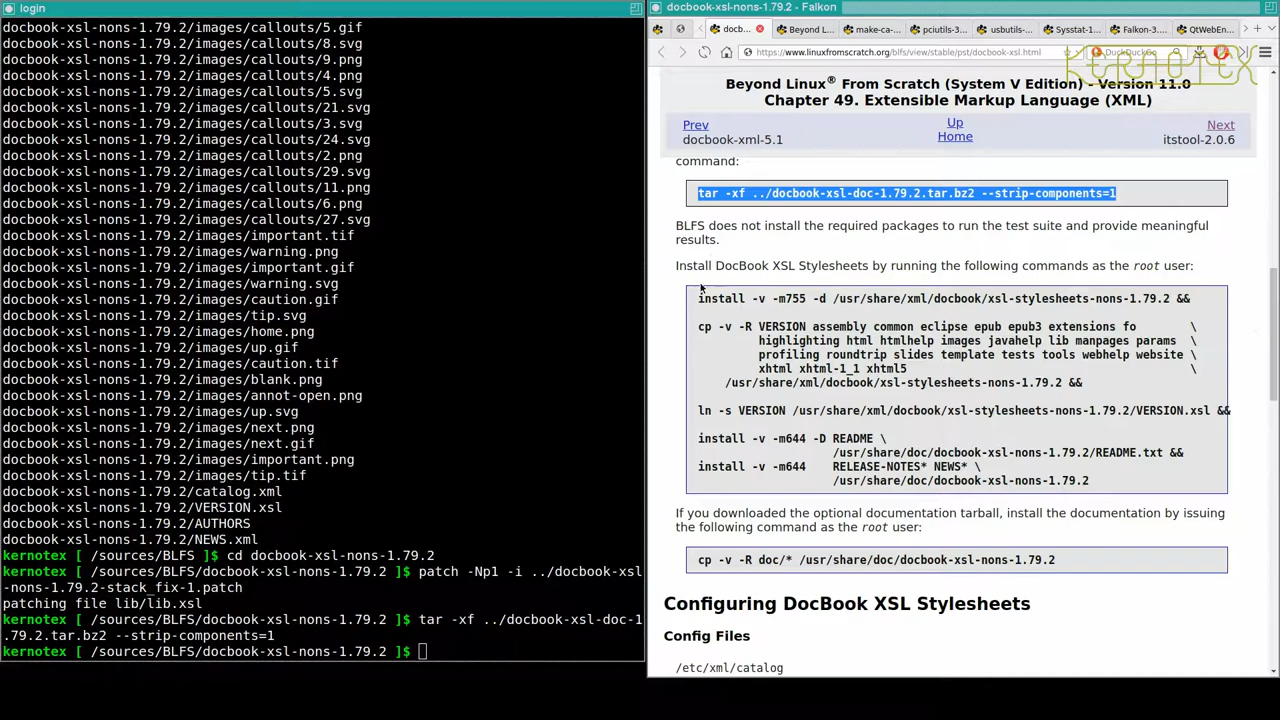 login
docbook-xsl-nons-1.79.2/images/callouts/5.gif
docbook-xsl-nons-1.79.2/images/callouts/8.svg
docbook-xsl-nons-1.79.2/images/callouts/9.png
docbook-xsl-nons-1.79.2/images/callouts/4.png
docbook-xsl-nons-1.79.2/images/callouts/5.svg
docbook-xsl-nons-1.79.2/images/callouts/21.svg
docbook-xsl-nons-1.79.2/images/callouts/3.svg
docbook-xsl-nons-1.79.2/images/callouts/24.svg
docbook-xsl-nons-1.79.2/images/callouts/2.png
docbook-xsl-nons-1.79.2/images/callouts/29.svg
docbook-xsl-nons-1.79.2/images/callouts/11.png
docbook-xsl-nons-1.79.2/images/callouts/6.png
docbook-xsl-nons-1.79.2/images/callouts/27.svg
docbook-xsl-nons-1.79.2/images/important.tif
docbook-xsl-nons-1.79.2/images/warning.png
docbook-xsl-nons-1.79.2/images/important.gif
docbook-xsl-nons-1.79.2/images/warning.svg
docbook-xsl-nons-1.79.2/images/caution.gif
docbook-xsl-nons-1.79.2/images/tip.svg
docbook-xsl-nons-1.79.2/images/home.png
docbook-xsl-nons-1.79.2/images/up.gif
docbook-xsl-nons-1.79.2/images/caution.tif
docbook-xsl-nons-1.79.2/images/blank.png
docbook-xsl-nons-1.79.2/images/annot-open.png
docbook-xsl-nons-1.79.2/images/up.svg
docbook-xsl-nons-1.79.2/images/next.png
docbook-xsl-nons-1.79.2/images/next.gif
docbook-xsl-nons-1.79.2/images/important.png
docbook-xsl-nons-1.79.2/images/tip.tif
docbook-xsl-nons-1.79.2/catalog.xml
docbook-xsl-nons-1.79.2/VERSION.xsl
docbook-xsl-nons-1.79.2/AUTHORS
docbook-xsl-nons-1.79.2/NEWS.xml
kernotex [ /sources/BLFS ]$ cd docbook-xsl-nons-1.79.2
kernotex [ /sources/BLFS/docbook-xsl-nons-1.79.2 ]$ patch -Np1 -i ../docbook-xsl
-nons-1.79.2-stack_fix-1.patch
patching file lib/lib.xsl
kernotex [ /sources/BLFS/docbook-xsl-nons-1.79.2 ]$ tar -xf ../docbook-xsl-doc-1
.79.2.tar.bz2 --strip-components=1
kernotex [ /sources/BLFS/docbook-xsl-nons-1.79.2 ]$
docbook-xsl-nons-1.79.2 - Falkon
docb... Beyond L... make-ca-... pciutils-3... usbutils-... Sysstat-1... Falkon-3... QtWebEn...
https://www.linuxfromscratch.org/blfs/view/stable/pst/docbook-xsl.html DuckDuckGo
KERNOTEX
Beyond Linux® From Scratch (System V Edition) - Version 11.0
Chapter 49. Extensible Markup Language (XML)
Prev Up Next
docbook-xml-5.1 Home itstool-2.0.6
command:
tar -xf ../docbook-xsl-doc-1.79.2.tar.bz2 --strip-components=1
BLFS does not install the required packages to run the test suite and provide meaningful
results.
Install DocBook XSL Stylesheets by running the following commands as the root user:
install -v -m755 -d /usr/share/xml/docbook/xsl-stylesheets-nons-1.79.2 &&
cp -v -R VERSION assembly common eclipse epub epub3 extensions fo \
highlighting html htmlhelp images javahelp lib manpages params \
profiling roundtrip slides template tests tools webhelp website \
xhtml xhtml-1_1 xhtml5 \
/usr/share/xml/docbook/xsl-stylesheets-nons-1.79.2 &&
ln -s VERSION /usr/share/xml/docbook/xsl-stylesheets-nons-1.79.2/VERSION.xsl &&
install -v -m644 -D README \
/usr/share/doc/docbook-xsl-nons-1.79.2/README.txt &&
install -v -m644 RELEASE-NOTES* NEWS* \
/usr/share/doc/docbook-xsl-nons-1.79.2
If you downloaded the optional documentation tarball, install the documentation by issuing
the following command as the root user:
cp -v -R doc/* /usr/share/doc/docbook-xsl-nons-1.79.2
Configuring DocBook XSL Stylesheets
Config Files
/etc/xml/catalog